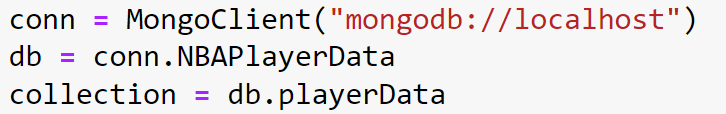 conn = MongoClient("mongodb://localhost")
db = conn.NBAPlayerData
collection = db.playerData